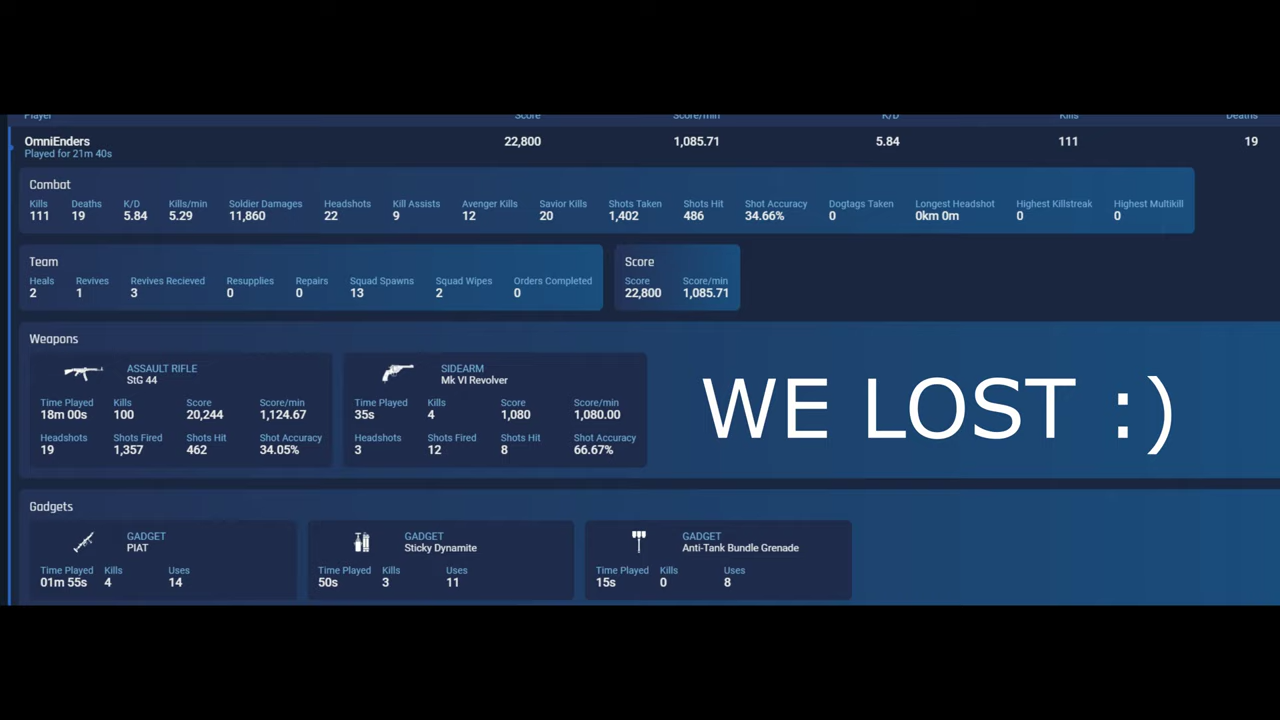 Player Score Score/min K/D Kills Deaths
OmniEnders 22,800 1,085.71 5.84 111 19
Played for 21m 40s
Combat
Kills Deaths K/D Kills/min Soldier Damages Headshots Kill Assists Avenger Kills Savior Kills Shots Taken Shots Hit Shot Accuracy Dogtags Taken Longest Headshot Highest Killstreak Highest Multikill
111 19 5.84 5.29 11,860 22 9 12 20 1,402 486 34.66% 0 0km 0m 0 0
Team Score
Heals Revives Revives Recieved Resupplies Repairs Squad Spawns Squad Wipes Orders Completed Score Score/min
2 1 3 0 0 13 2 0 22,800 1,085.71
Weapons
ASSAULT RIFLE SIDEARM
StG 44 Mk VI Revolver
Time Played Kills Score Score/min Time Played Kills Score Score/min
18m 00s 100 20,244 1,124.67 35s 4 1,080 1,080.00
WE LOST :)
Headshots Shots Fired Shots Hit Shot Accuracy Headshots Shots Fired Shots Hit Shot Accuracy
19 1,357 462 34.05% 3 12 8 66.67%
Gadgets
GADGET GADGET GADGET
PIAT Sticky Dynamite Anti-Tank Bundle Grenade
Time Played Kills Uses Time Played Kills Uses Time Played Kills Uses
01m 55s 4 14 50s 3 11 15s 0 8